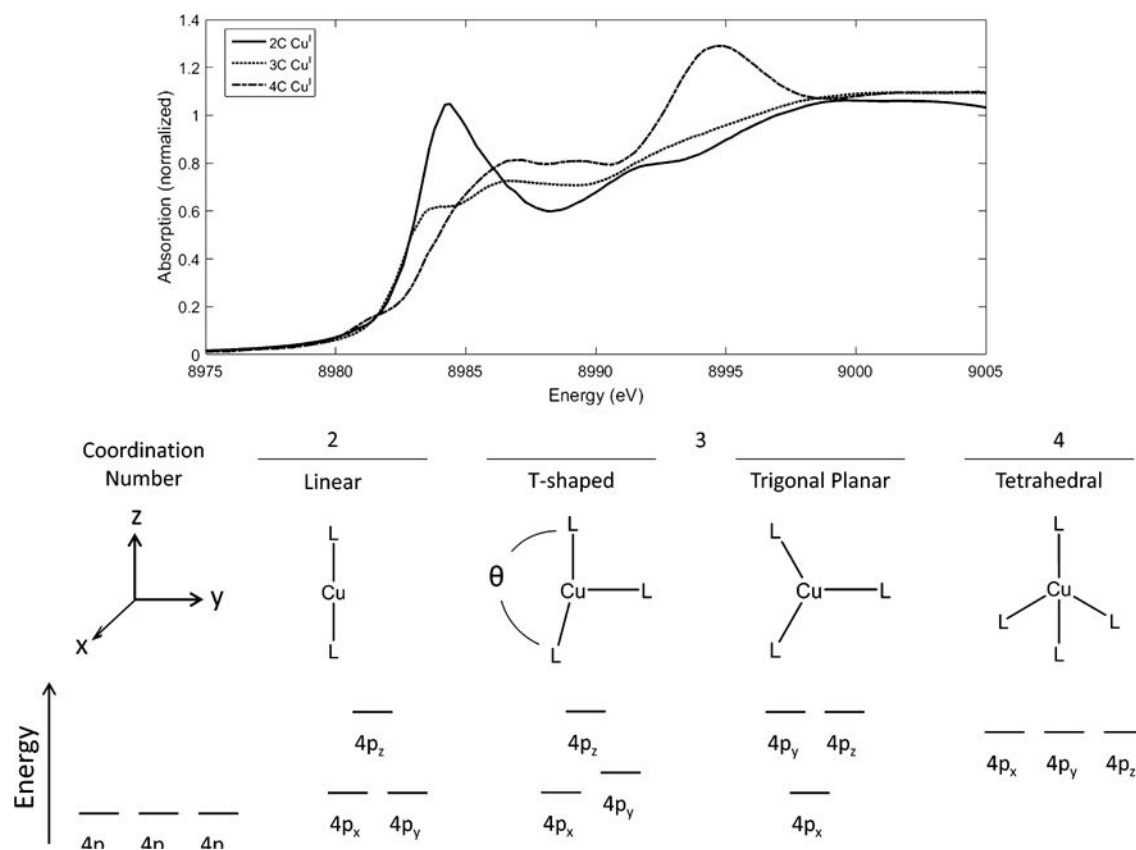 1.4
1.2
1
0.8
0.6
0.4
0.2
0
Absorption (normalized)
2C Cu^I
3C Cu^I
4C Cu^I
8975 8980 8985 8990 8995 9000 9005
Energy (eV)
Coordination Number
2 3 4
Linear T-shaped Trigonal Planar Tetrahedral
z
y
x
L
Cu
L
θ
L
Cu
L
L
L
Cu
L
L
L
Cu
L
L
L
Energy
4p 4p 4p
4p_z
4p_x 4p_y
4p_z
4p_y
4p_x
4p_y 4p_z
4p_x
4p_x 4p_y 4p_z